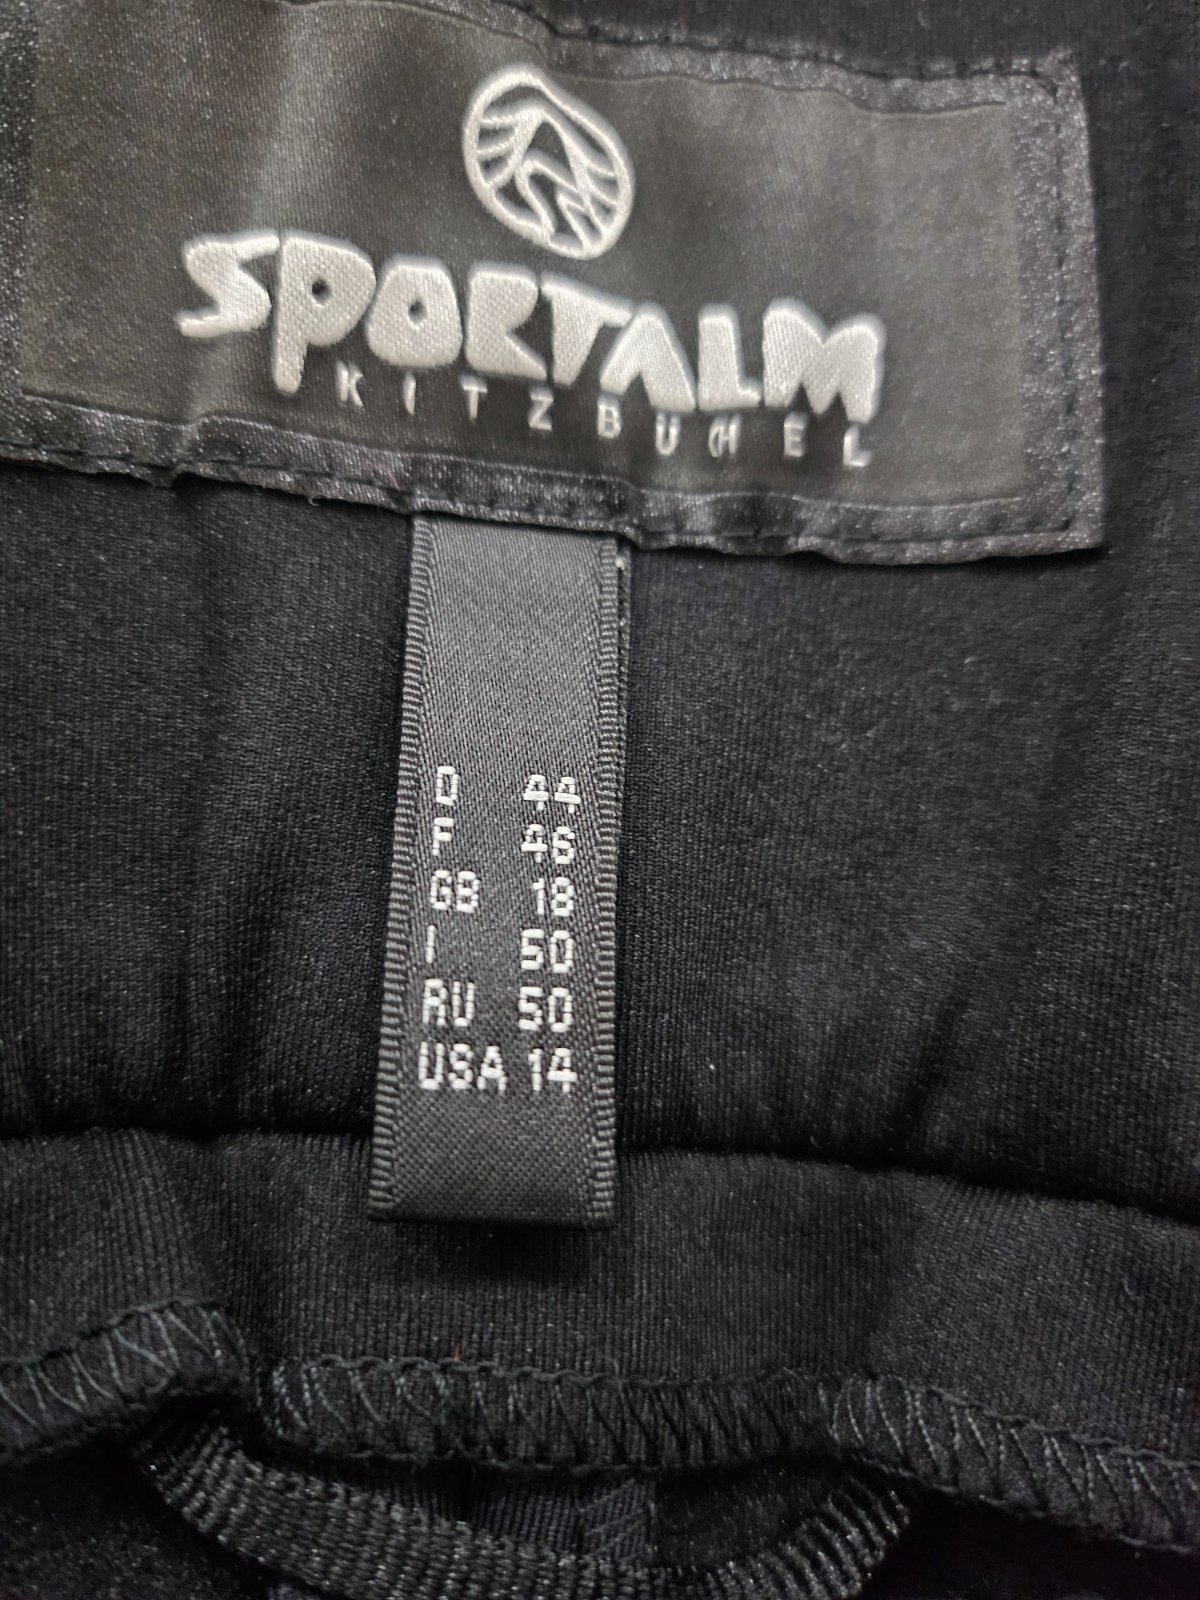 SPORTALM
KITZBÜHEL
D 44
F 46
GB 18
I 50
RU 50
USA 14